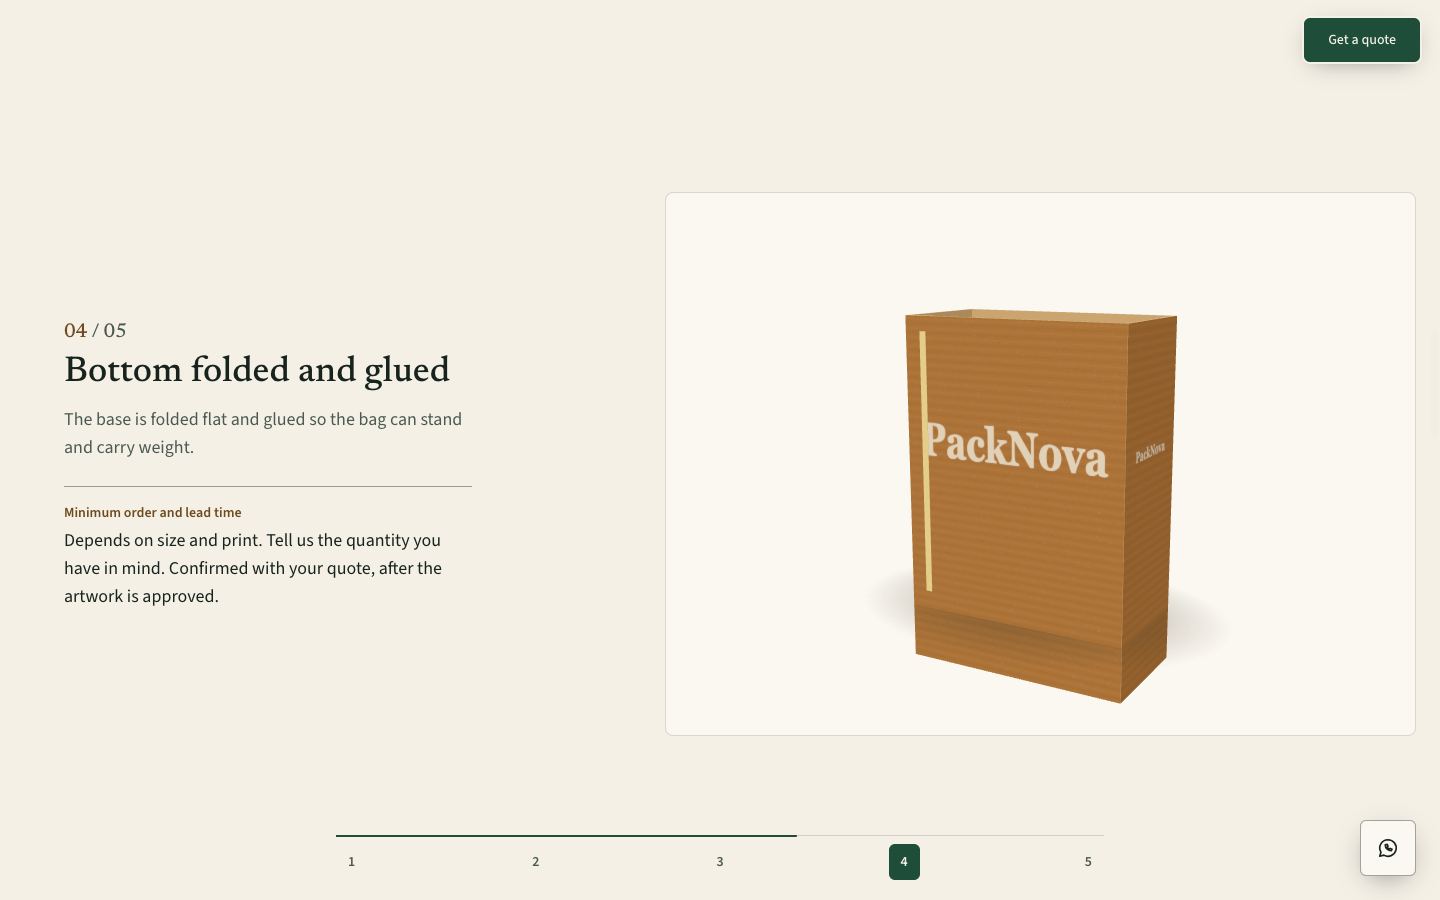 Get a quote
04 / 05
Bottom folded and glued
The base is folded flat and glued so the bag can stand
and carry weight.
Minimum order and lead time
Depends on size and print. Tell us the quantity you
have in mind. Confirmed with your quote, after the
artwork is approved.
PackNova
PackNova
1
2
3
4
5